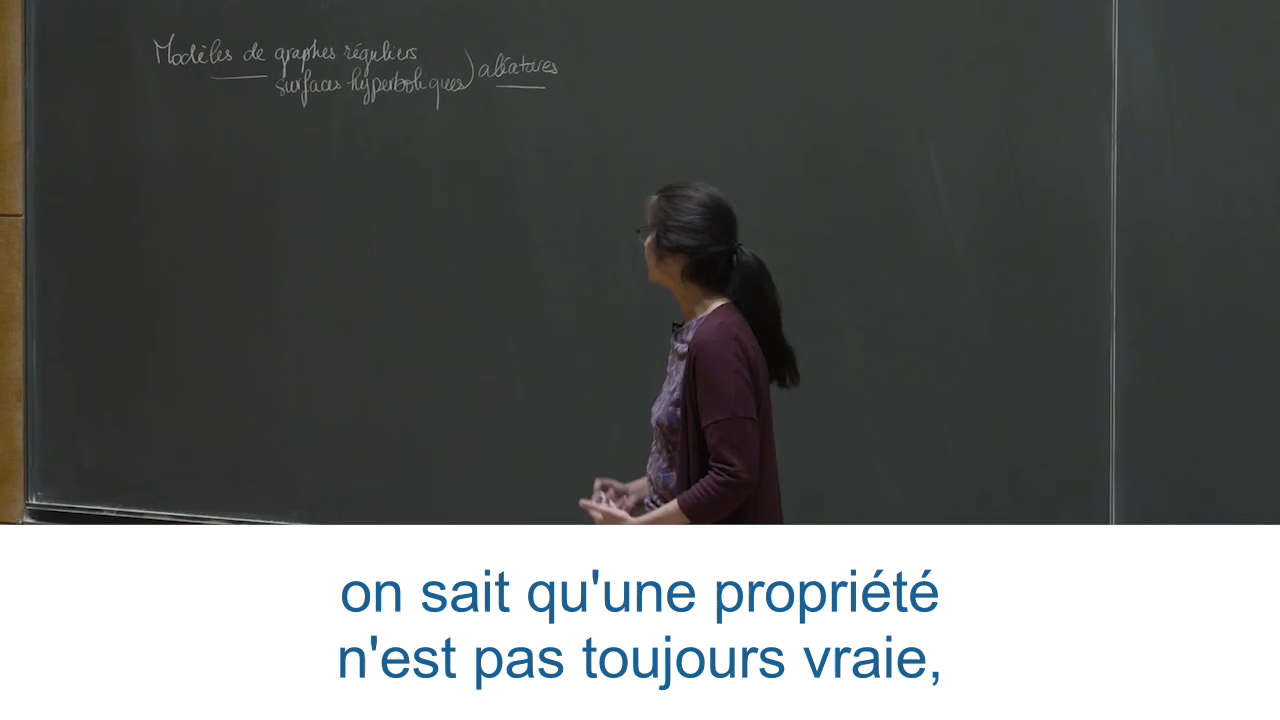 Modèles de graphes réguliers
surfaces hyperboliques) aléatoires
on sait qu'une propriété
n'est pas toujours vraie,